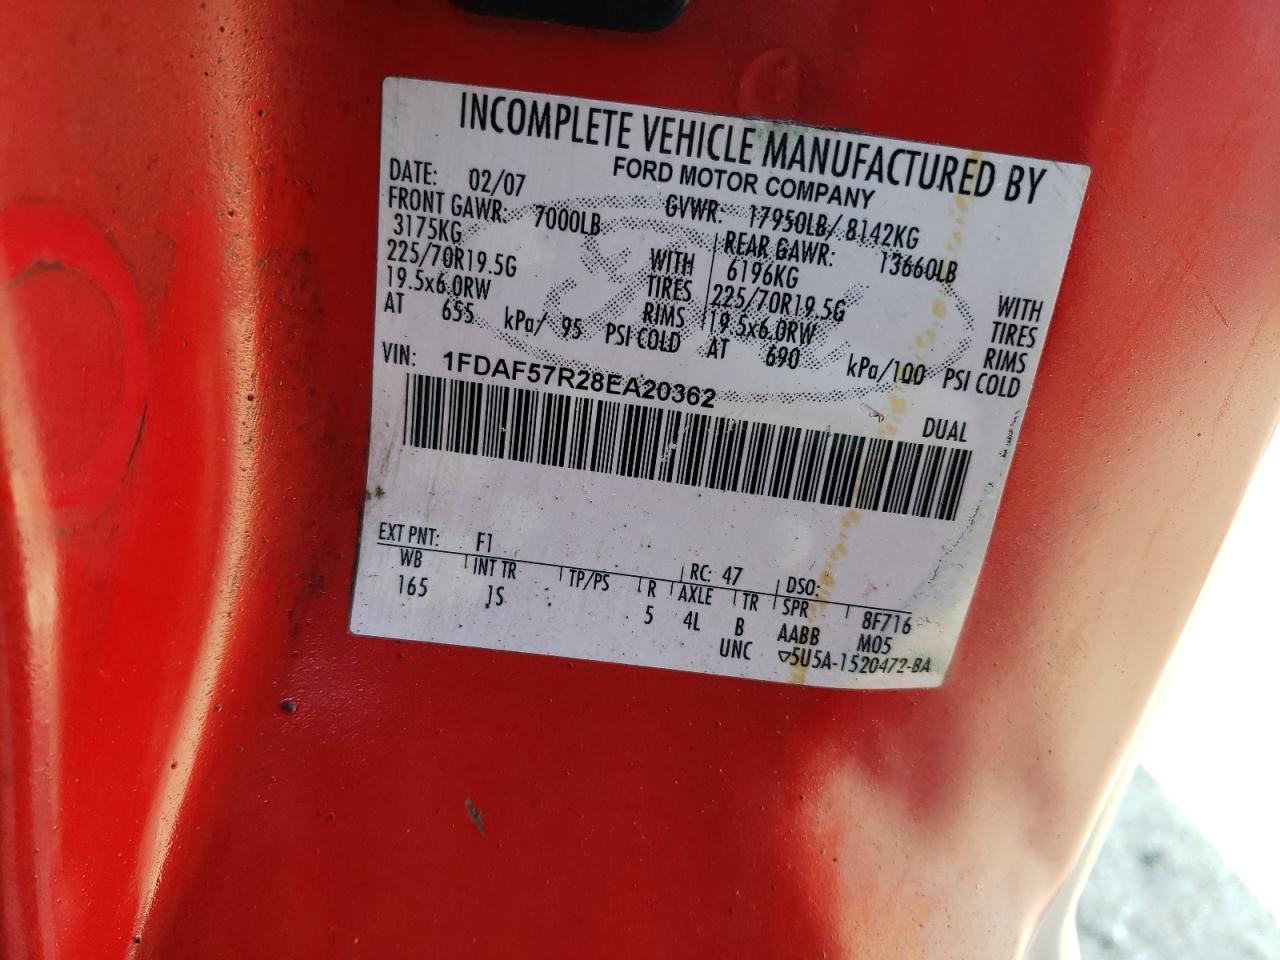 INCOMPLETE VEHICLE MANUFACTURED BY
FORD MOTOR COMPANY
DATE: 02/07 GVWR: 17950LB/ 8142KG
FRONT GAWR: 7000LB REAR GAWR: 13660LB
3175KG WITH 6196KG WITH
225/70R19.5G TIRES 225/70R19.5G TIRES
19.5x6.0RW RIMS 19.5x6.0RW RIMS
AT 655 kPa/ 95 PSI COLD AT 690 kPa/100 PSI COLD
VIN: 1FDAF57R28EA20362
DUAL
EXT PNT: F1 RC: 47 DSO:
WB INT TR TP/PS R AXLE TR SPR 8F716
165 JS 5 4L B AABB M05
UNC ▽5U5A-1520472-BA